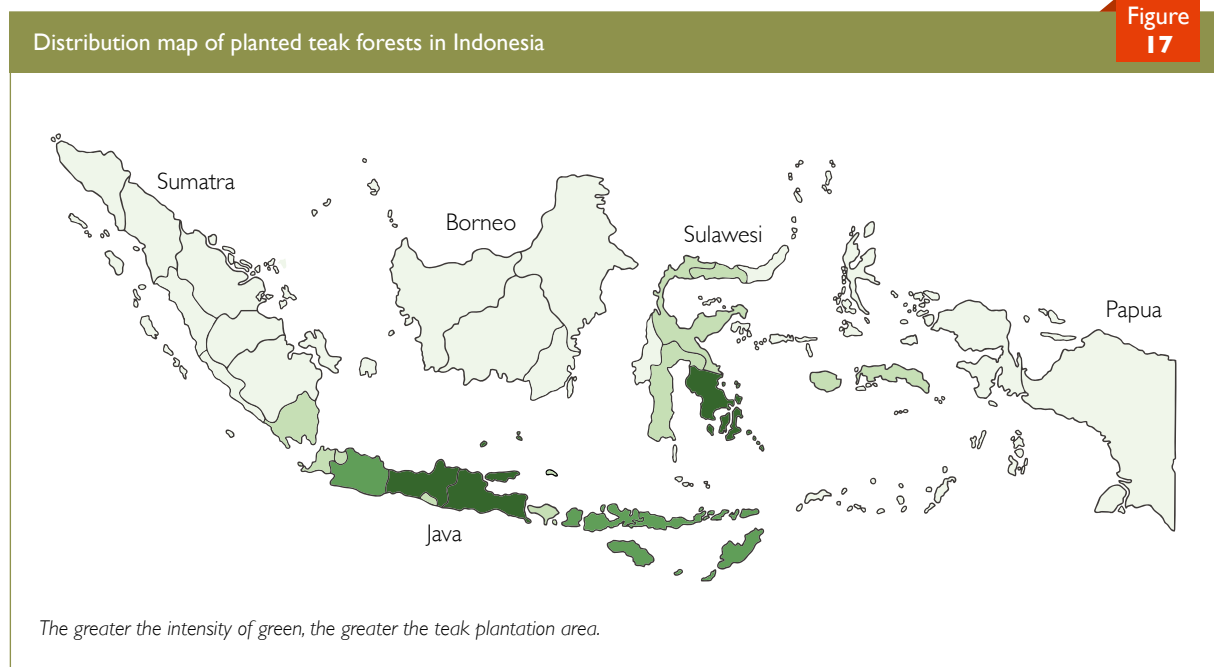 Figure
17
Distribution map of planted teak forests in Indonesia
Sumatra
Borneo
Sulawesi
Papua
Java
The greater the intensity of green, the greater the teak plantation area.